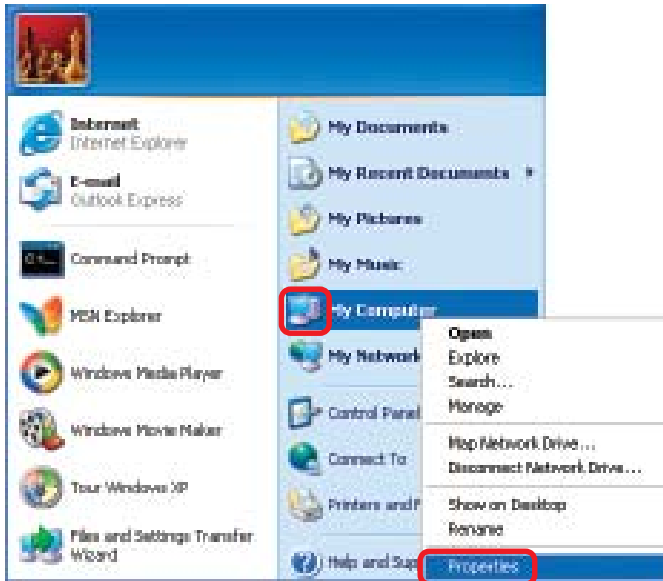 Internet
Internet Explorer
E-mail
Outlook Express
Command Prompt
MSN Explorer
Windows Media Player
Windows Movie Maker
Tour Windows XP
Files and Settings Transfer
Wizard
My Documents
My Recent Documents
My Pictures
My Music
My Computer
My Network
Control Panel
Connect To
Printers and F
Help and Sup
Open
Explore
Search...
Manage
Map Network Drive...
Disconnect Network Drive...
Show on Desktop
Rename
Properties